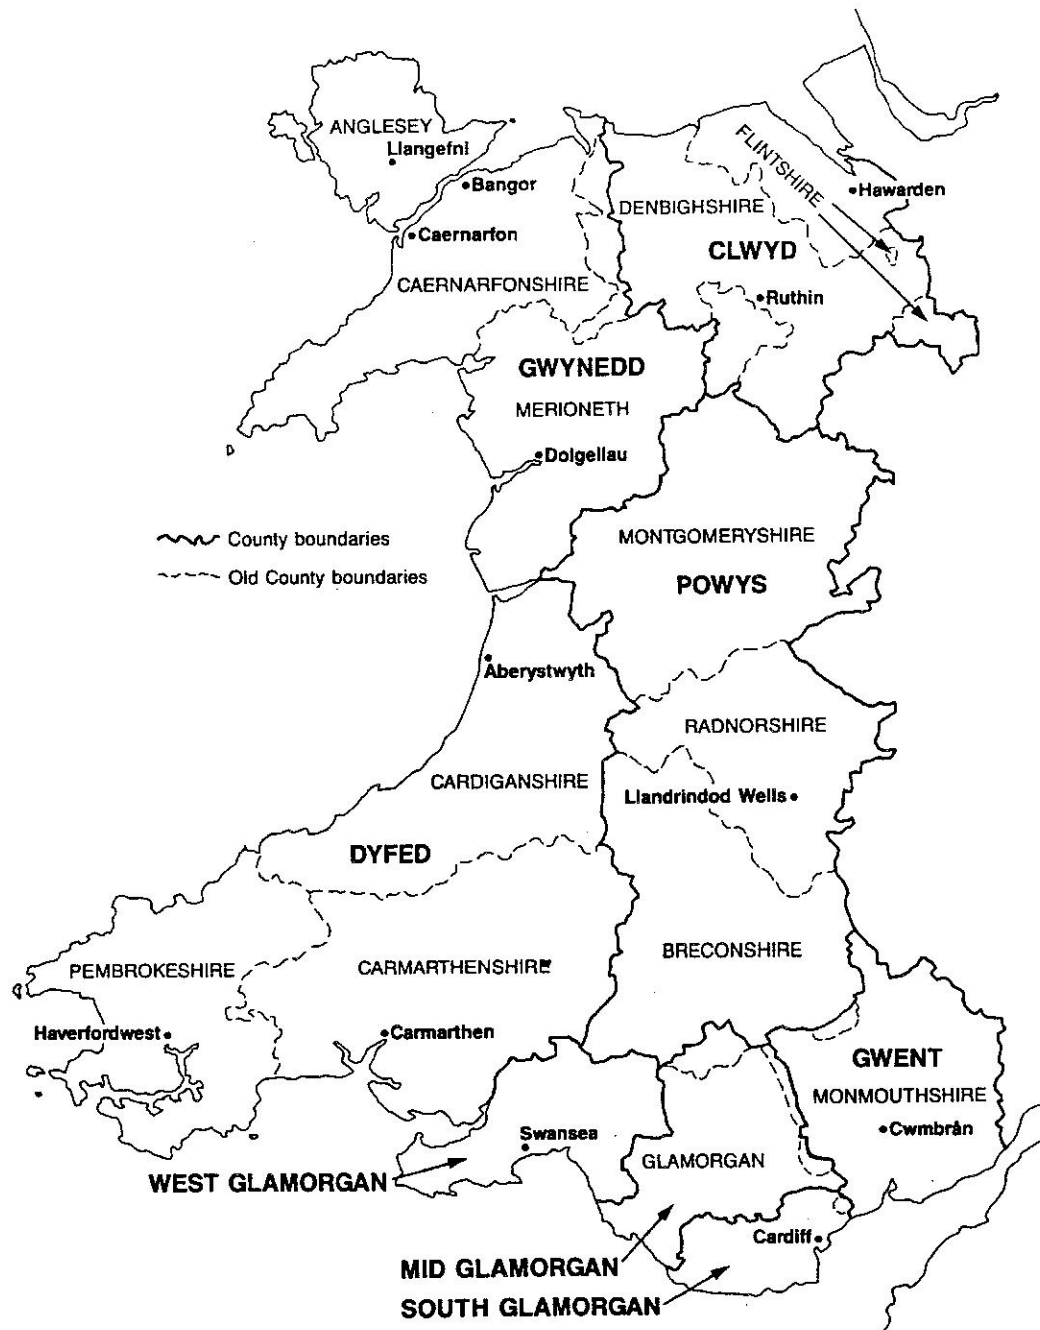 ANGLESEY
Llangefni
Bangor
Caernarfon
CAERNARFONSHIRE
FLINTSHIRE
Hawarden
DENBIGHSHIRE
CLWYD
Ruthin
GWYNEDD
MERIONETH
Dolgellau
County boundaries
Old County boundaries
MONTGOMERYSHIRE
POWYS
Aberystwyth
RADNORSHIRE
CARDIGANSHIRE
Llandrindod Wells
DYFED
BRECONSHIRE
PEMBROKESHIRE
CARMARTHENSHIRE
Haverfordwest
Carmarthen
GWENT
MONMOUTHSHIRE
Cwmbrân
Swansea
GLAMORGAN
WEST GLAMORGAN
Cardiff
MID GLAMORGAN
SOUTH GLAMORGAN